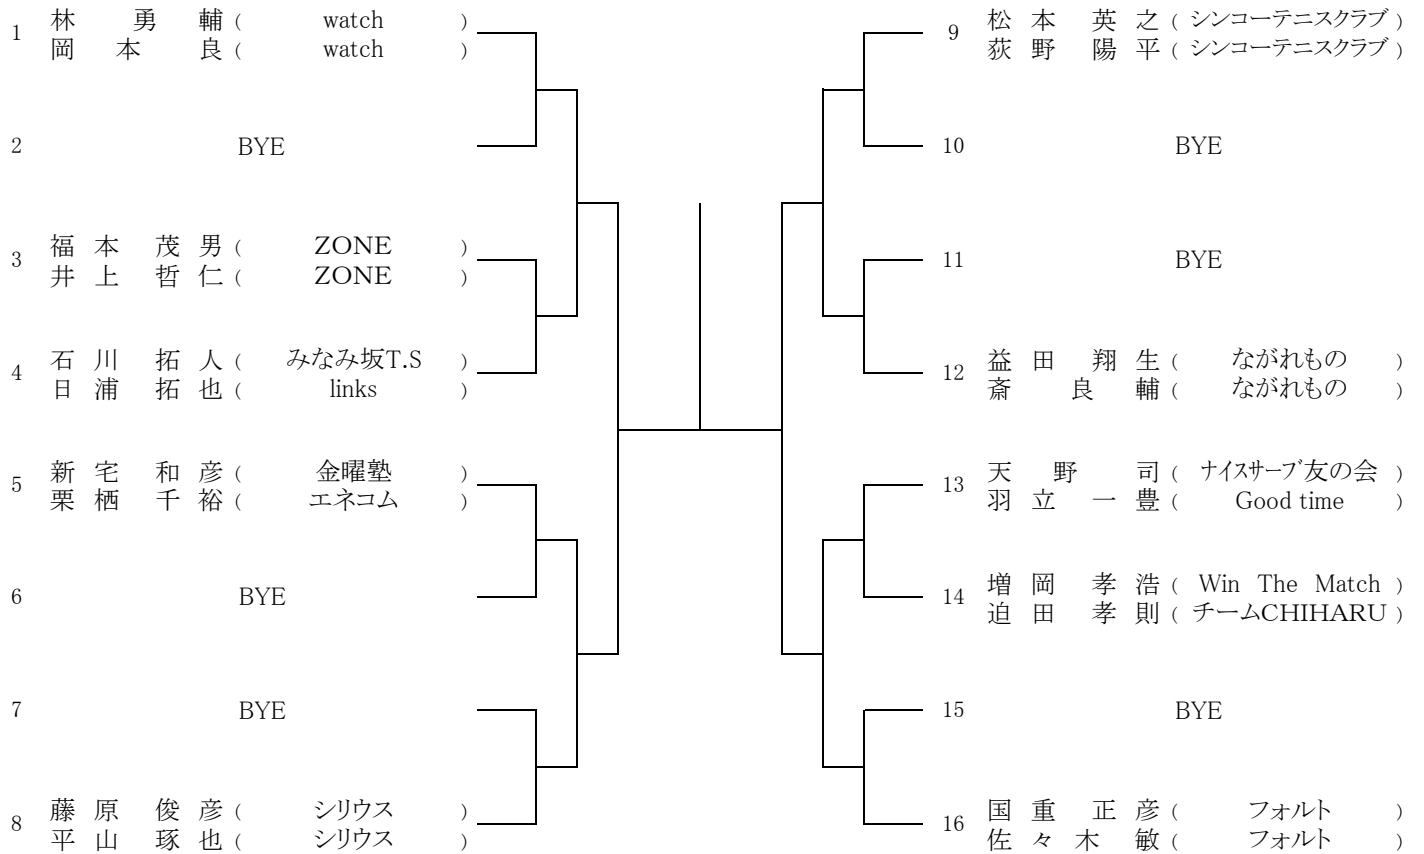 1 林 勇 輔 ( watch )
岡 本 良 ( watch )
2 BYE
3 福 本 茂 男 ( ZONE )
井 上 哲 仁 ( ZONE )
4 石 川 拓 人 ( みなみ坂T.S )
日 浦 拓 也 ( links )
5 新 宅 和 彦 ( 金曜塾 )
栗 栖 千 裕 ( エネコム )
6 BYE
7 BYE
8 藤 原 俊 彦 ( シリウス )
平 山 琢 也 ( シリウス )
9 松 本 英 之 ( シンコーテニスクラブ )
荻 野 陽 平 ( シンコーテニスクラブ )
10 BYE
11 BYE
12 益 田 翔 生 ( ながれもの )
斎 良 輔 ( ながれもの )
13 天 野 司 ( ナイスサーブ友の会 )
羽 立 一 豊 ( Good time )
14 増 岡 孝 浩 ( Win The Match )
迫 田 孝 則 ( チームCHIHARU )
15 BYE
16 国 重 正 彦 ( フォルト )
佐 々 木 敏 ( フォルト )